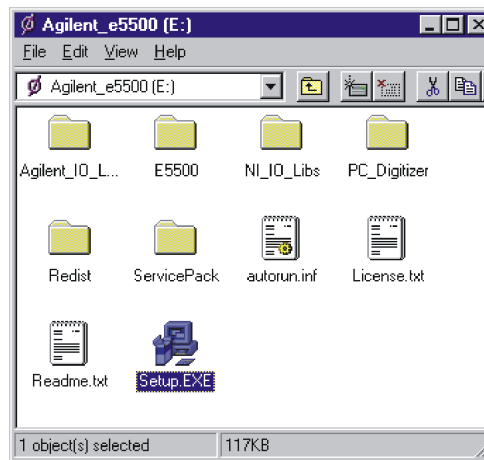 Agilent_e5500 (E:)
File Edit View Help
Agilent_e5500 (E:)
Agilent_IO_L... E5500 NI_IO_Libs PC_Digitizer
Redist ServicePack autorun.inf License.txt
Readme.txt Setup.EXE
1 object(s) selected 117KB